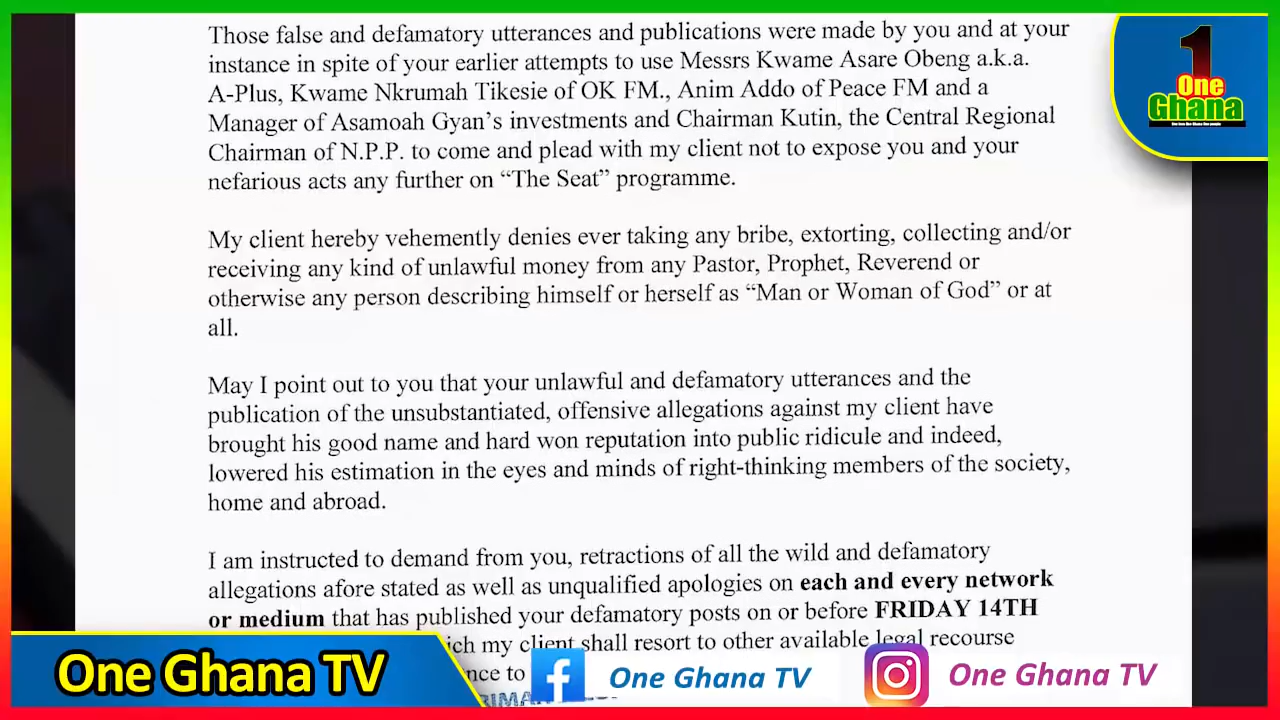 Those false and defamatory utterances and publications were made by you and at your
instance in spite of your earlier attempts to use Messrs Kwame Asare Obeng a.k.a.
A-Plus, Kwame Nkrumah Tikesie of OK FM., Anim Addo of Peace FM and a
Manager of Asamoah Gyan's investments and Chairman Kutin, the Central Regional
Chairman of N.P.P. to come and plead with my client not to expose you and your
nefarious acts any further on “The Seat” programme.
My client hereby vehemently denies ever taking any bribe, extorting, collecting and/or
receiving any kind of unlawful money from any Pastor, Prophet, Reverend or
otherwise any person describing himself or herself as “Man or Woman of God” or at
all.
May I point out to you that your unlawful and defamatory utterances and the
publication of the unsubstantiated, offensive allegations against my client have
brought his good name and hard won reputation into public ridicule and indeed,
lowered his estimation in the eyes and minds of right-thinking members of the society,
home and abroad.
I am instructed to demand from you, retractions of all the wild and defamatory
allegations afore stated as well as unqualified apologies on each and every network
or medium that has published your defamatory posts on or before FRIDAY 14TH
my client shall resort to other available legal recourse
to
1
One
Ghana
One Ghana TV
One Ghana TV
One Ghana TV